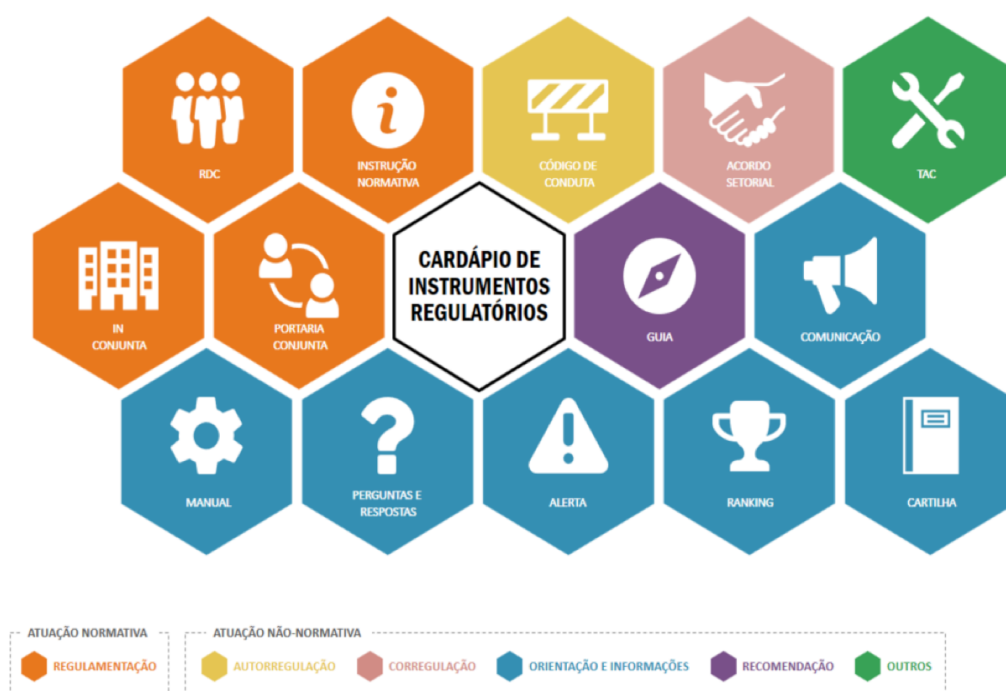 RDC
INSTRUÇÃO
NORMATIVA
CÓDIGO DE
CONDUTA
ACORDO
SETORIAL
TAC
IN
CONJUNTA
PORTARIA
CONJUNTA
CARDÁPIO DE
INSTRUMENTOS
REGULATÓRIOS
GUIA
COMUNICAÇÃO
MANUAL
PERGUNTAS E
RESPOSTAS
ALERTA
RANKING
CARTILHA
ATUAÇÃO NORMATIVA
REGULAMENTAÇÃO
ATUAÇÃO NÃO-NORMATIVA
AUTORREGULAÇÃO
CORREGULAÇÃO
ORIENTAÇÃO E INFORMAÇÕES
RECOMENDAÇÃO
OUTROS